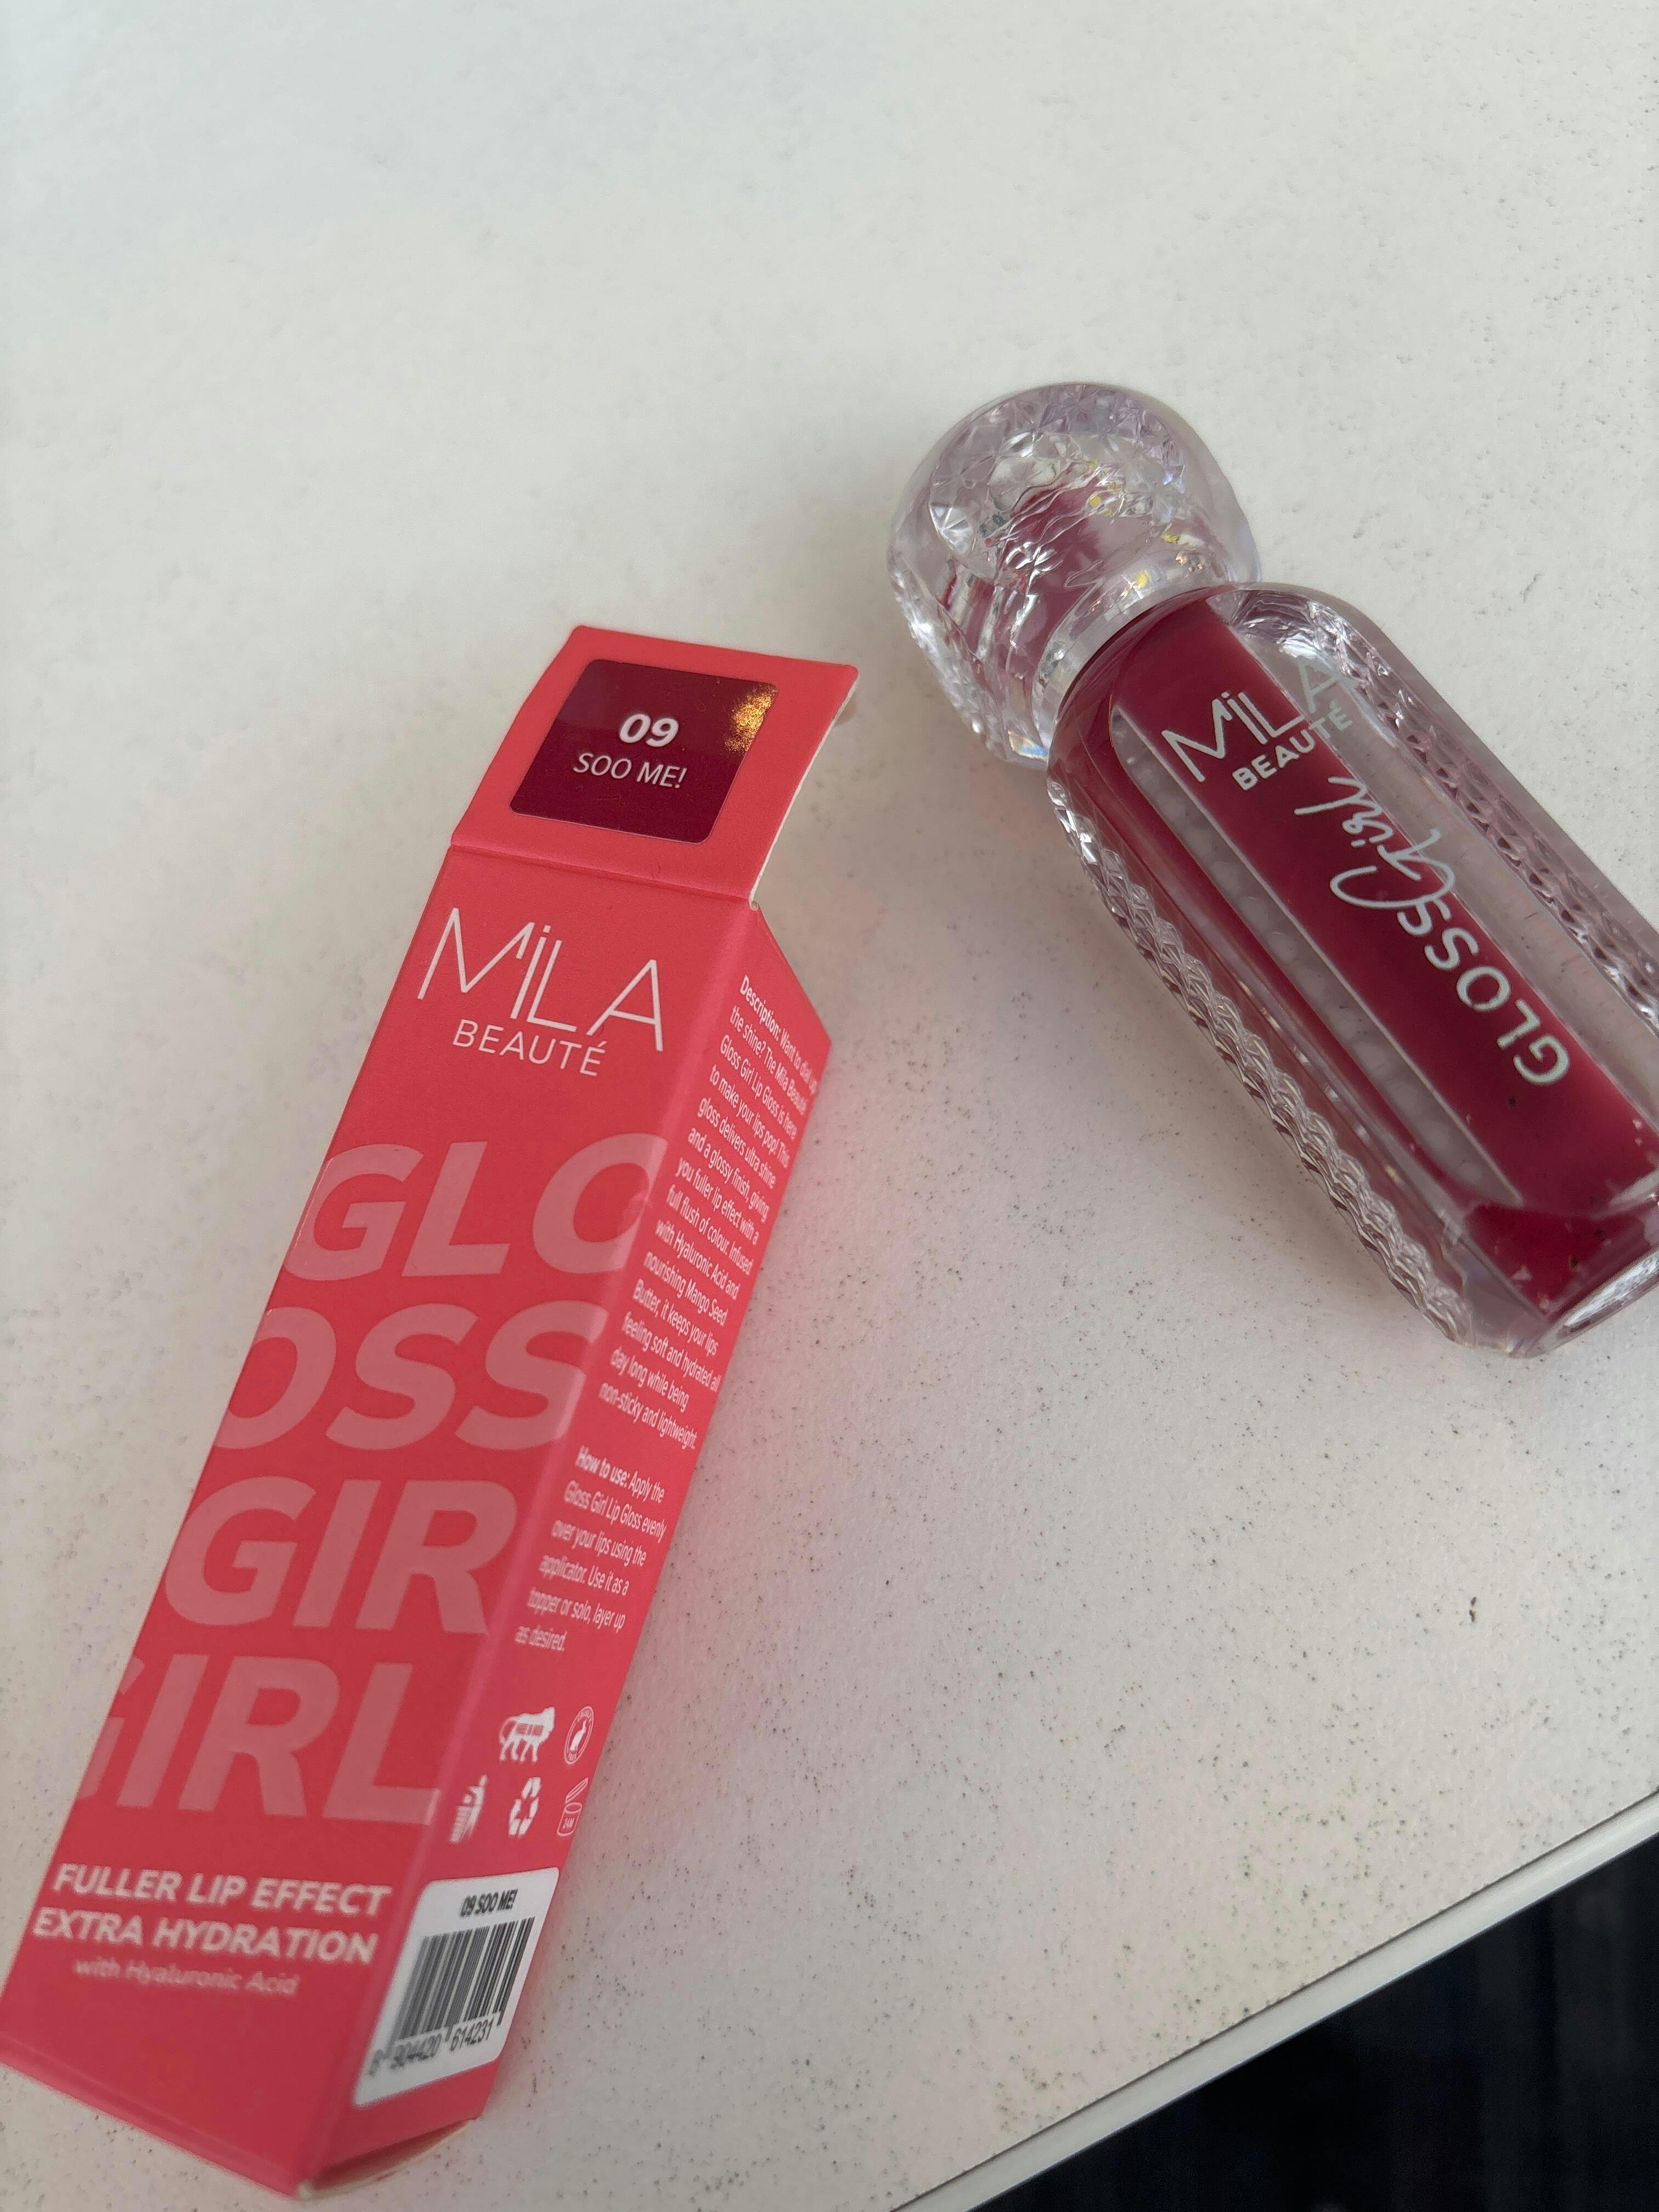 09
SOO ME!
MiLA
BEAUTÉ
GLO
OSS
GIR
GIRL
FULLER LIP EFFECT
EXTRA HYDRATION
with Hyaluronic Acid
Description: Want to dial up
the shine? The Mila Beauté
Gloss Girl Lip Gloss is here
to make your lips pop! This
gloss delivers ultra shine
and a glossy finish, giving
you fuller lip effect with a
full flush of colour. Infused
with Hyaluronic Acid and
nourishing Mango Seed
Butter, it keeps your lips
feeling soft and hydrated all
day long while being
non-sticky and lightweight.
How to use: Apply the
Gloss Girl Lip Gloss evenly
over your lips using the
applicator. Use it as a
topper or solo, layer up
as desired.
24M
09 SOO ME!
8 904420 614231
MiLA
BEAUTÉ
GLOSS Girl